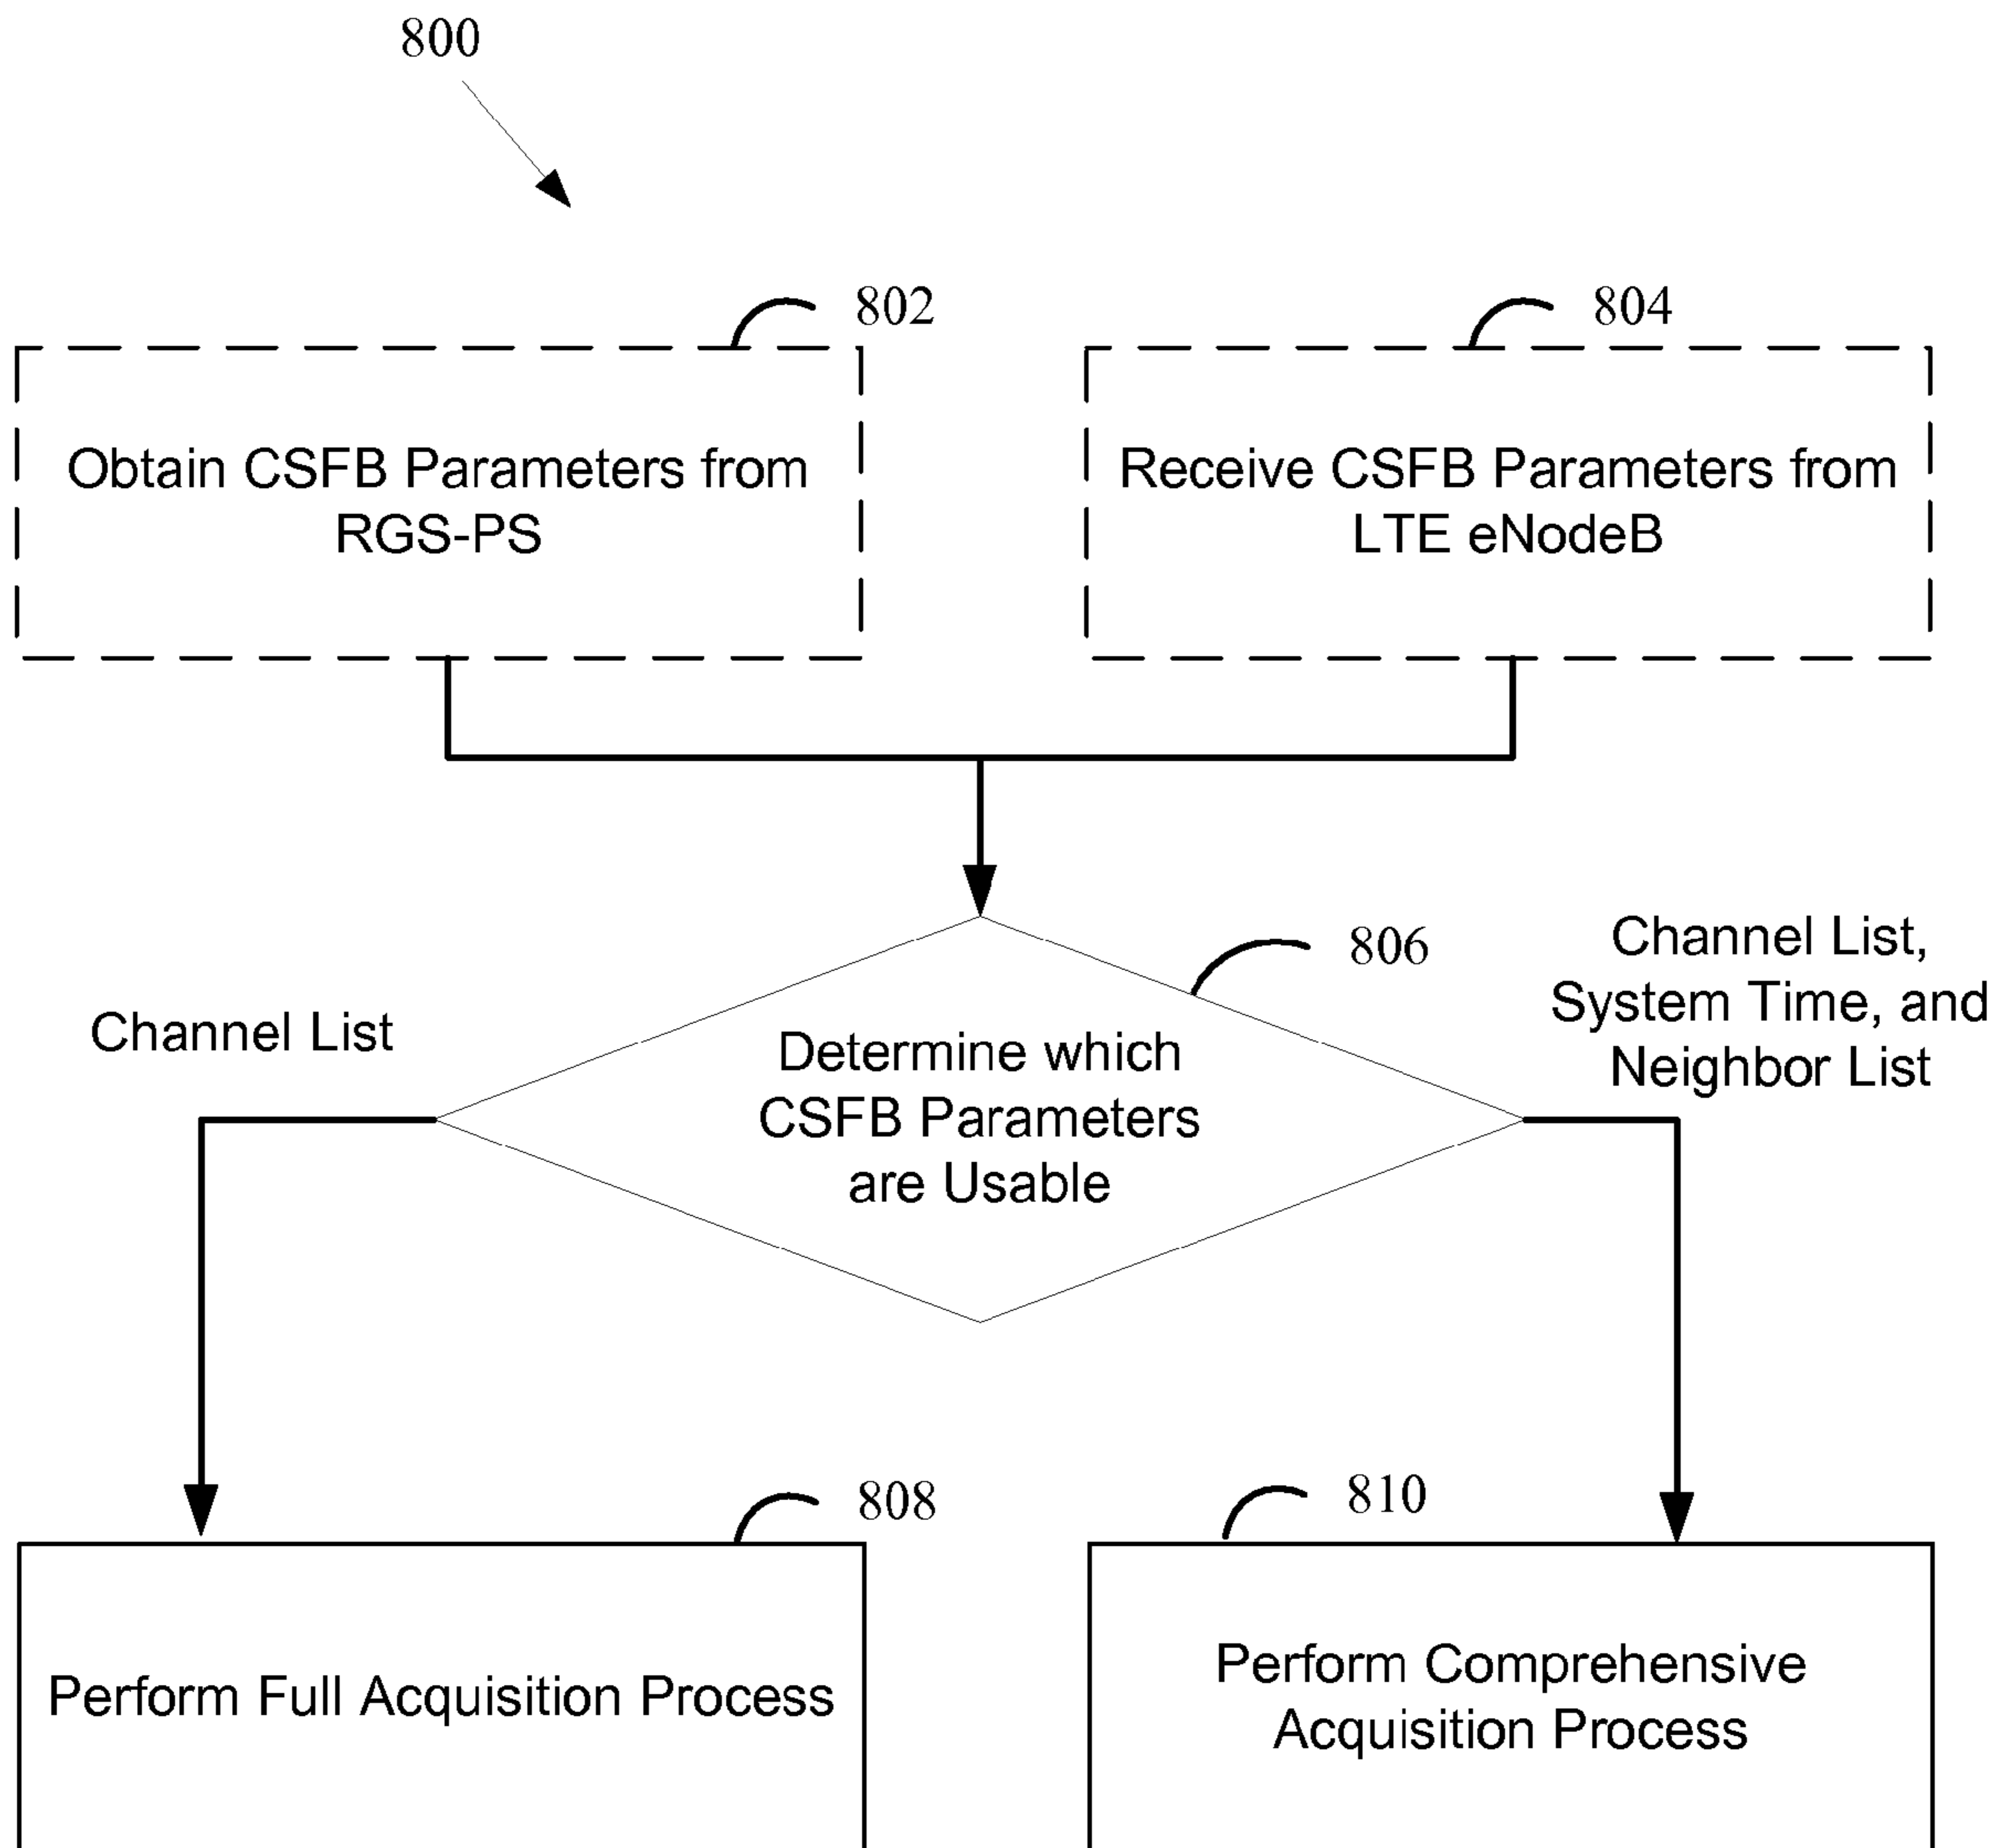 800
802
804
Obtain CSFB Parameters from
RGS-PS
Receive CSFB Parameters from
LTE eNodeB
806
Channel List,
System Time, and
Neighbor List
Channel List
Determine which
CSFB Parameters
are Usable
808
810
Perform Full Acquisition Process
Perform Comprehensive
Acquisition Process